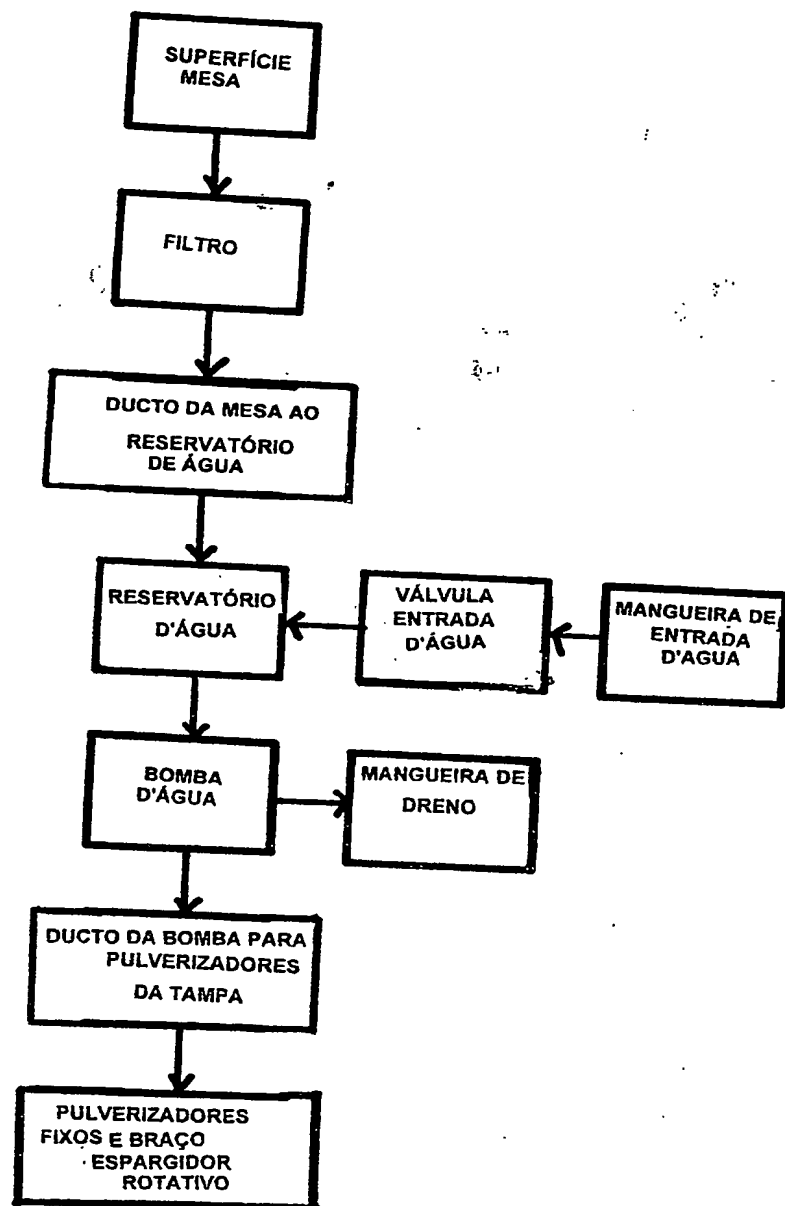 SUPERFÍCIE
MESA
FILTRO
DUCTO DA MESA AO
RESERVATÓRIO
DE ÁGUA
RESERVATÓRIO
D'ÁGUA
VÁLVULA
ENTRADA
D'ÁGUA
MANGUEIRA DE
ENTRADA
D'AGUA
BOMBA
D'ÁGUA
MANGUEIRA DE
DRENO
DUCTO DA BOMBA PARA
PULVERIZADORES
DA TAMPA
PULVERIZADORES
FIXOS E BRAÇO
ESPARGIDOR
ROTATIVO